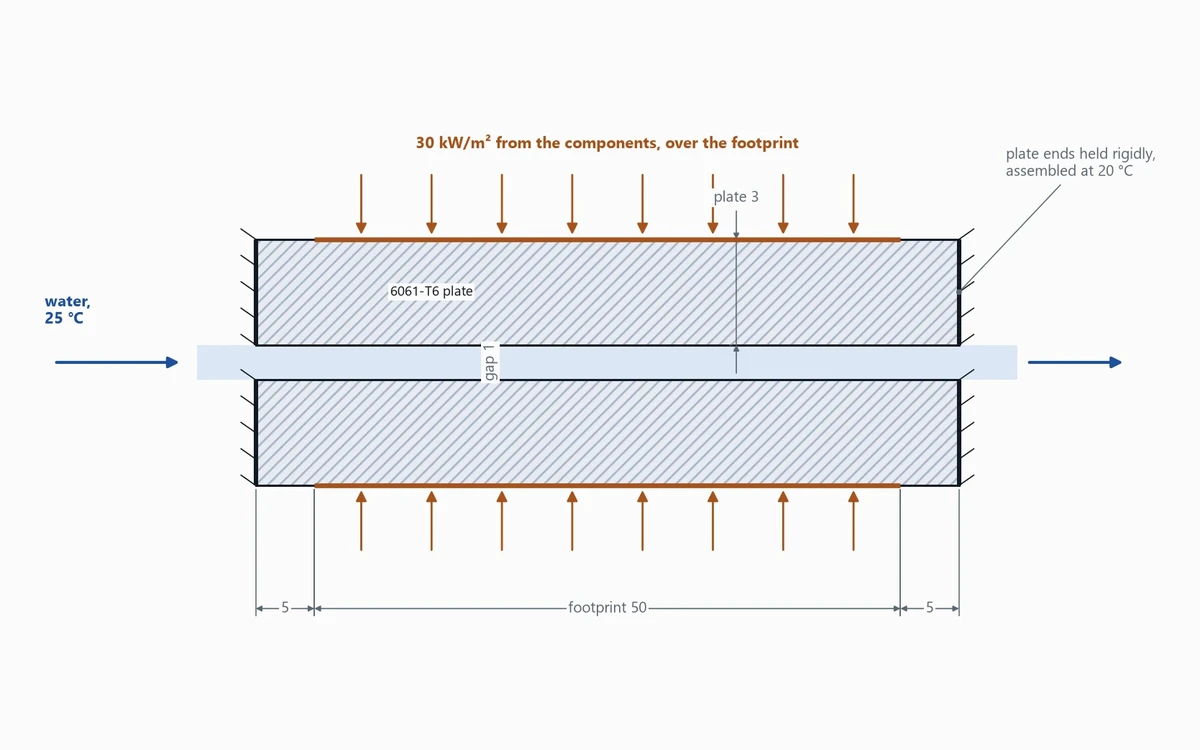 30 kW/m² from the components, over the footprint
plate ends held rigidly,
assembled at 20 °C
plate 3
6061-T6 plate
water,
25 °C
gap 1
5
footprint 50
5